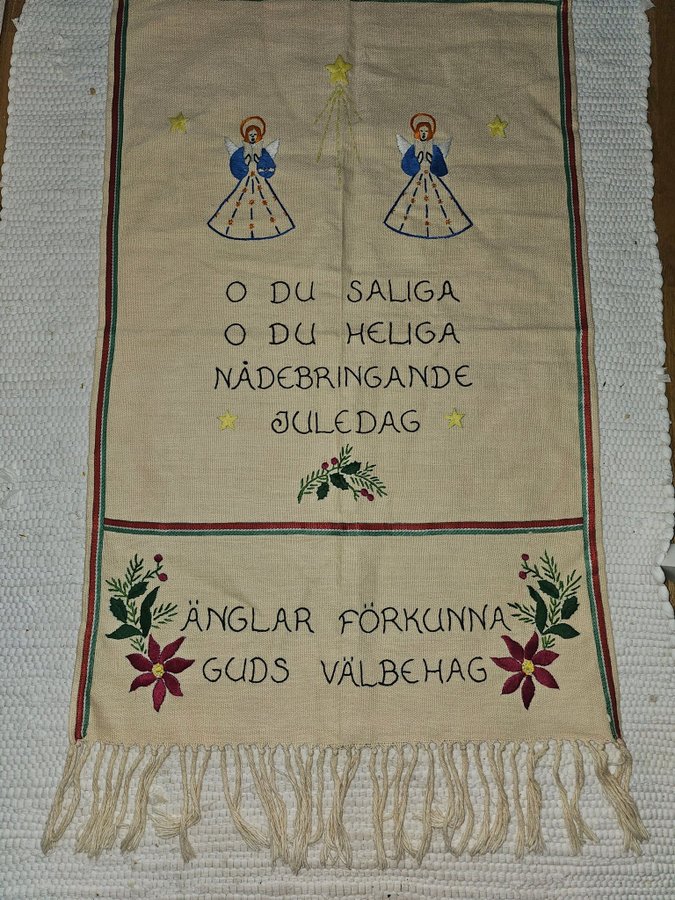 O DU SALIGA
O DU HELIGA
NÅDEBRINGANDE
JULEDAG
ÄNGLAR FÖRKUNNA
GUDS VÄLBEHAG